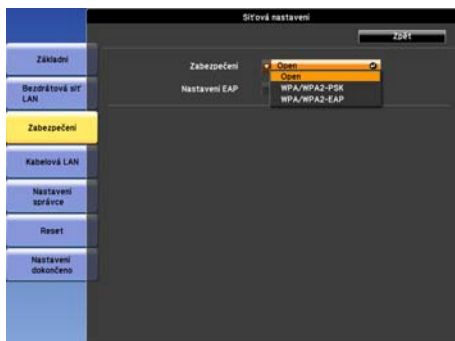 Síťová nastavení
Zpět
Základní
Bezdrátová síť
LAN
Zabezpečení
Kabelová LAN
Nastavení
správce
Reset
Nastavení
dokončeno
Zabezpečení
Open
Open
Nastavení EAP
WPA/WPA2-PSK
WPA/WPA2-EAP